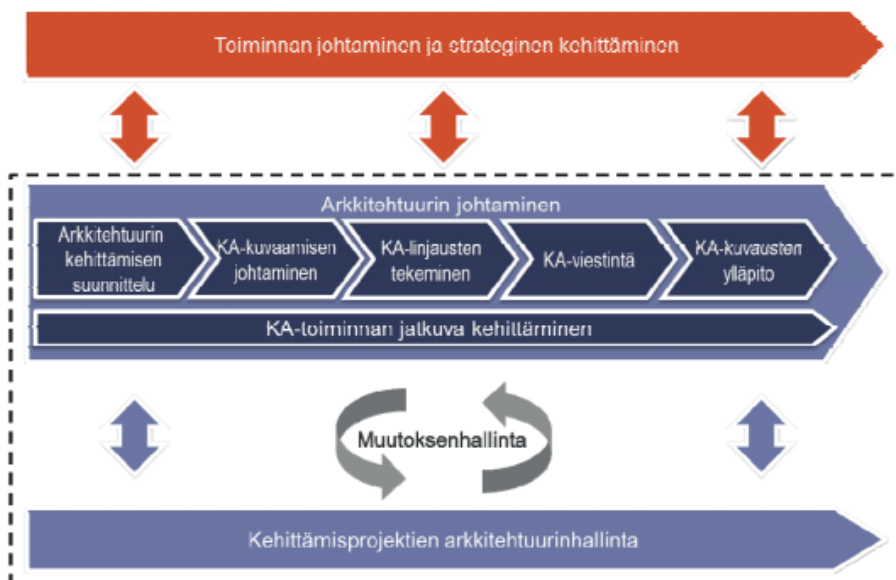 Toiminnan johtaminen ja strateginen kehittäminen
Arkkitehtuurin johtaminen
Arkkitehtuurin
kehittämisen
suunnittelu
KA-kuvaamisen
johtaminen
KA-linjausten
tekeminen
KA-viestintä
KA-kuvausten
ylläpito
KA-toiminnan jatkuva kehittäminen
Muutoksenhallinta
Kehittämisprojektien arkkitehtuurinhallinta